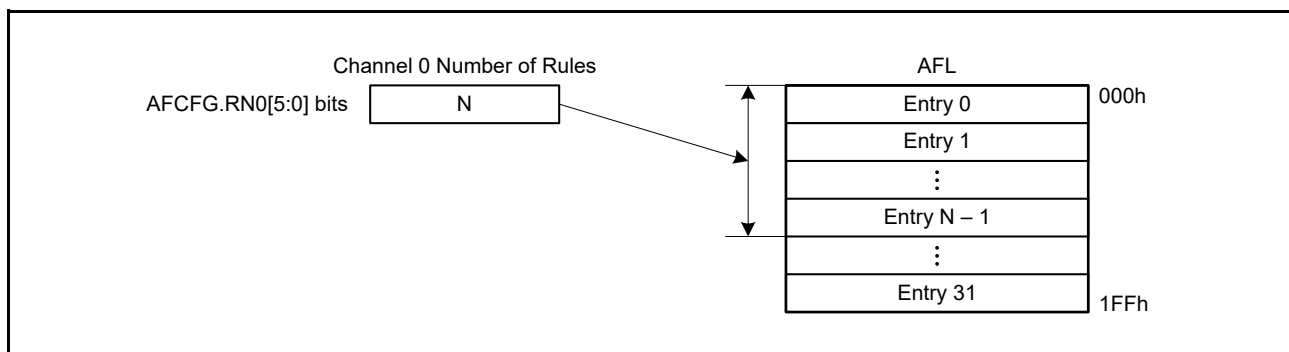 Channel 0 Number of Rules
AFCFG.RN0[5:0] bits
N
AFL
000h
Entry 0
Entry 1
⋮
Entry N – 1
⋮
Entry 31
1FFh